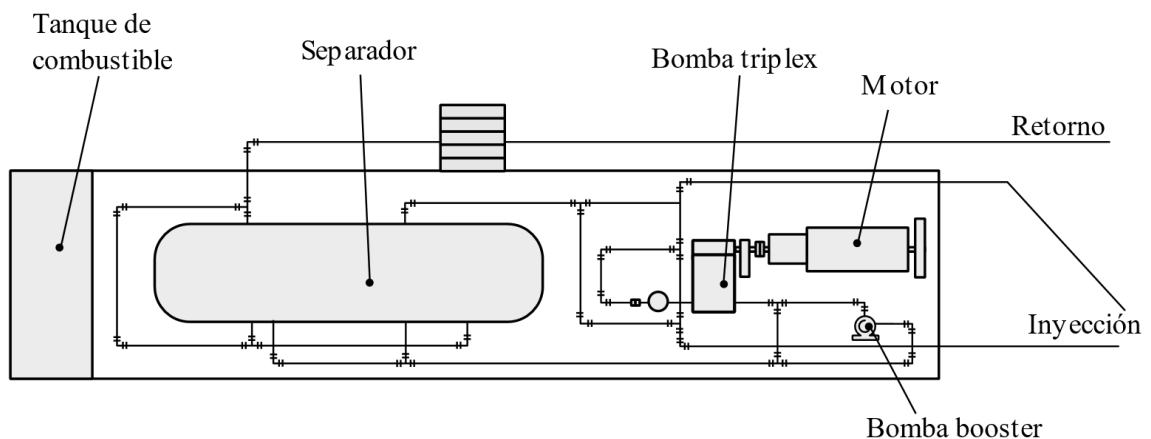 Tanque de
combustible
Separador
Bomba triplex
Motor
Retorno
Inyección
Bomba booster